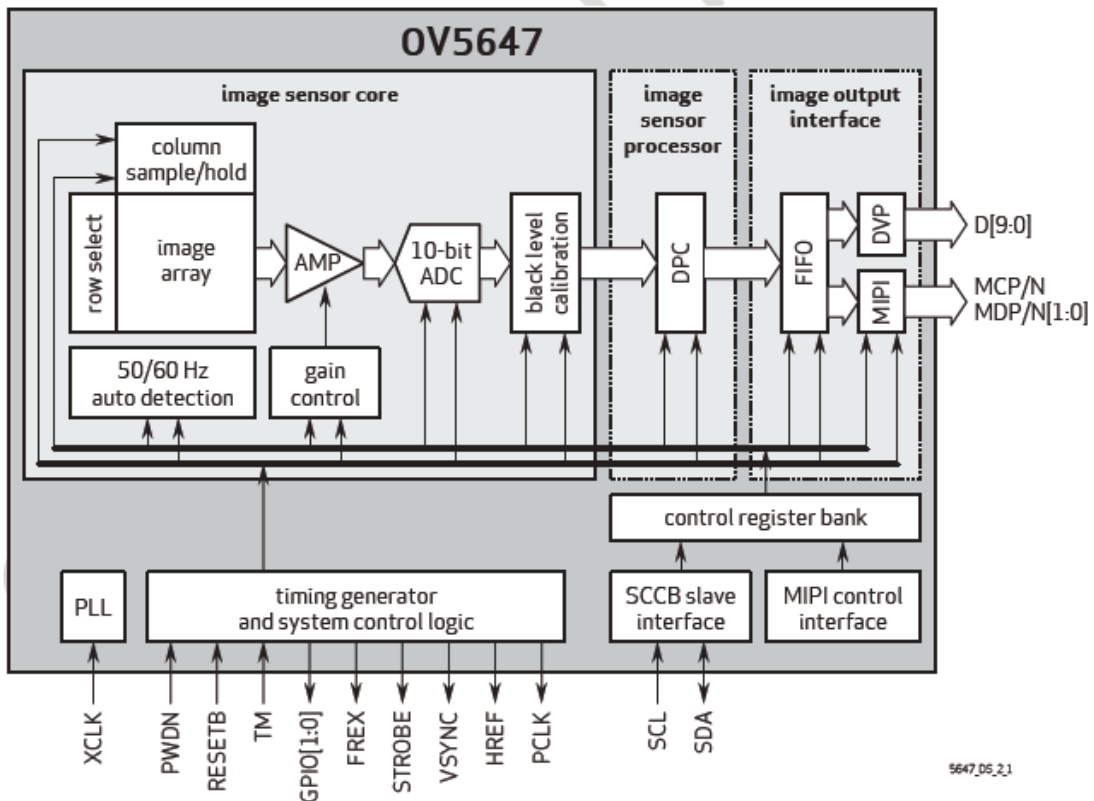 OV5647
image sensor core
image
sensor
processor
image output
interface
column
sample/hold
row select
image
array
AMP
10-bit
ADC
black level
calibration
DPC
FIFO
DVP
MIPI
D[9:0]
MCP/N
MDP/N[1:0]
50/60 Hz
auto detection
gain
control
control register bank
PLL
timing generator
and system control logic
SCCB slave
interface
MIPI control
interface
XCLK
PWDN
RESETB
TM
GPIO[1:0]
FREX
STROBE
VSYNC
HREF
PCLK
SCL
SDA
5647_DS_2_1